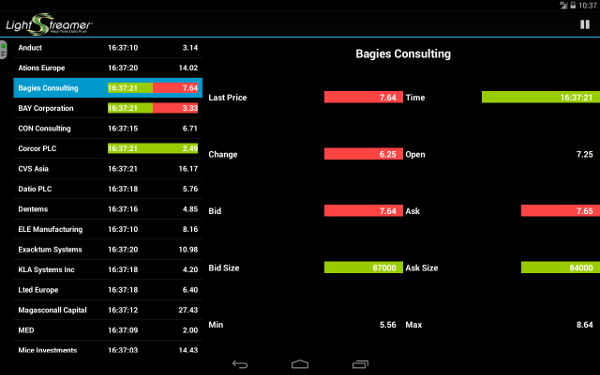 10:37
LightStreamer
Real-Time Data Push
Anduct 16:37:10 3.14
Ations Europe 16:37:20 14.02
Bagies Consulting 16:37:21 7.64
BAY Corporation 16:37:21 3.33
CON Consulting 16:37:15 6.71
Corcor PLC 16:37:21 2.49
CVS Asia 16:37:21 16.17
Datio PLC 16:37:18 5.76
Dentems 16:37:16 4.85
ELE Manufacturing 16:37:10 8.16
Exacktum Systems 16:37:20 10.98
KLA Systems Inc 16:37:18 4.20
Lted Europe 16:37:18 6.40
Magasconall Capital 16:37:12 27.43
MED 16:37:09 2.00
Mice Investments 16:37:03 14.43
Bagies Consulting
Last Price 7.64 Time 16:37:21
Change 6.25 Open 7.25
Bid 7.64 Ask 7.65
Bid Size 87000 Ask Size 84000
Min 5.56 Max 8.64